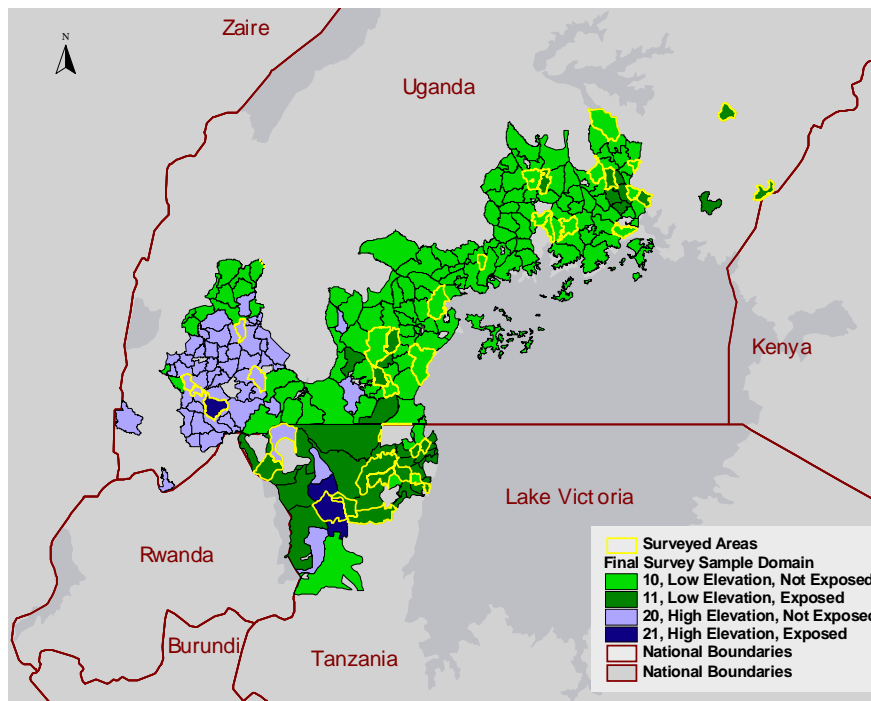 Zaire
N
Uganda
Kenya
Lake Victoria
Rwanda
Burundi
Tanzania
Surveyed Areas
Final Survey Sample Domain
10, Low Elevation, Not Exposed
11, Low Elevation, Exposed
20, High Elevation, Not Exposed
21, High Elevation, Exposed
National Boundaries
National Boundaries